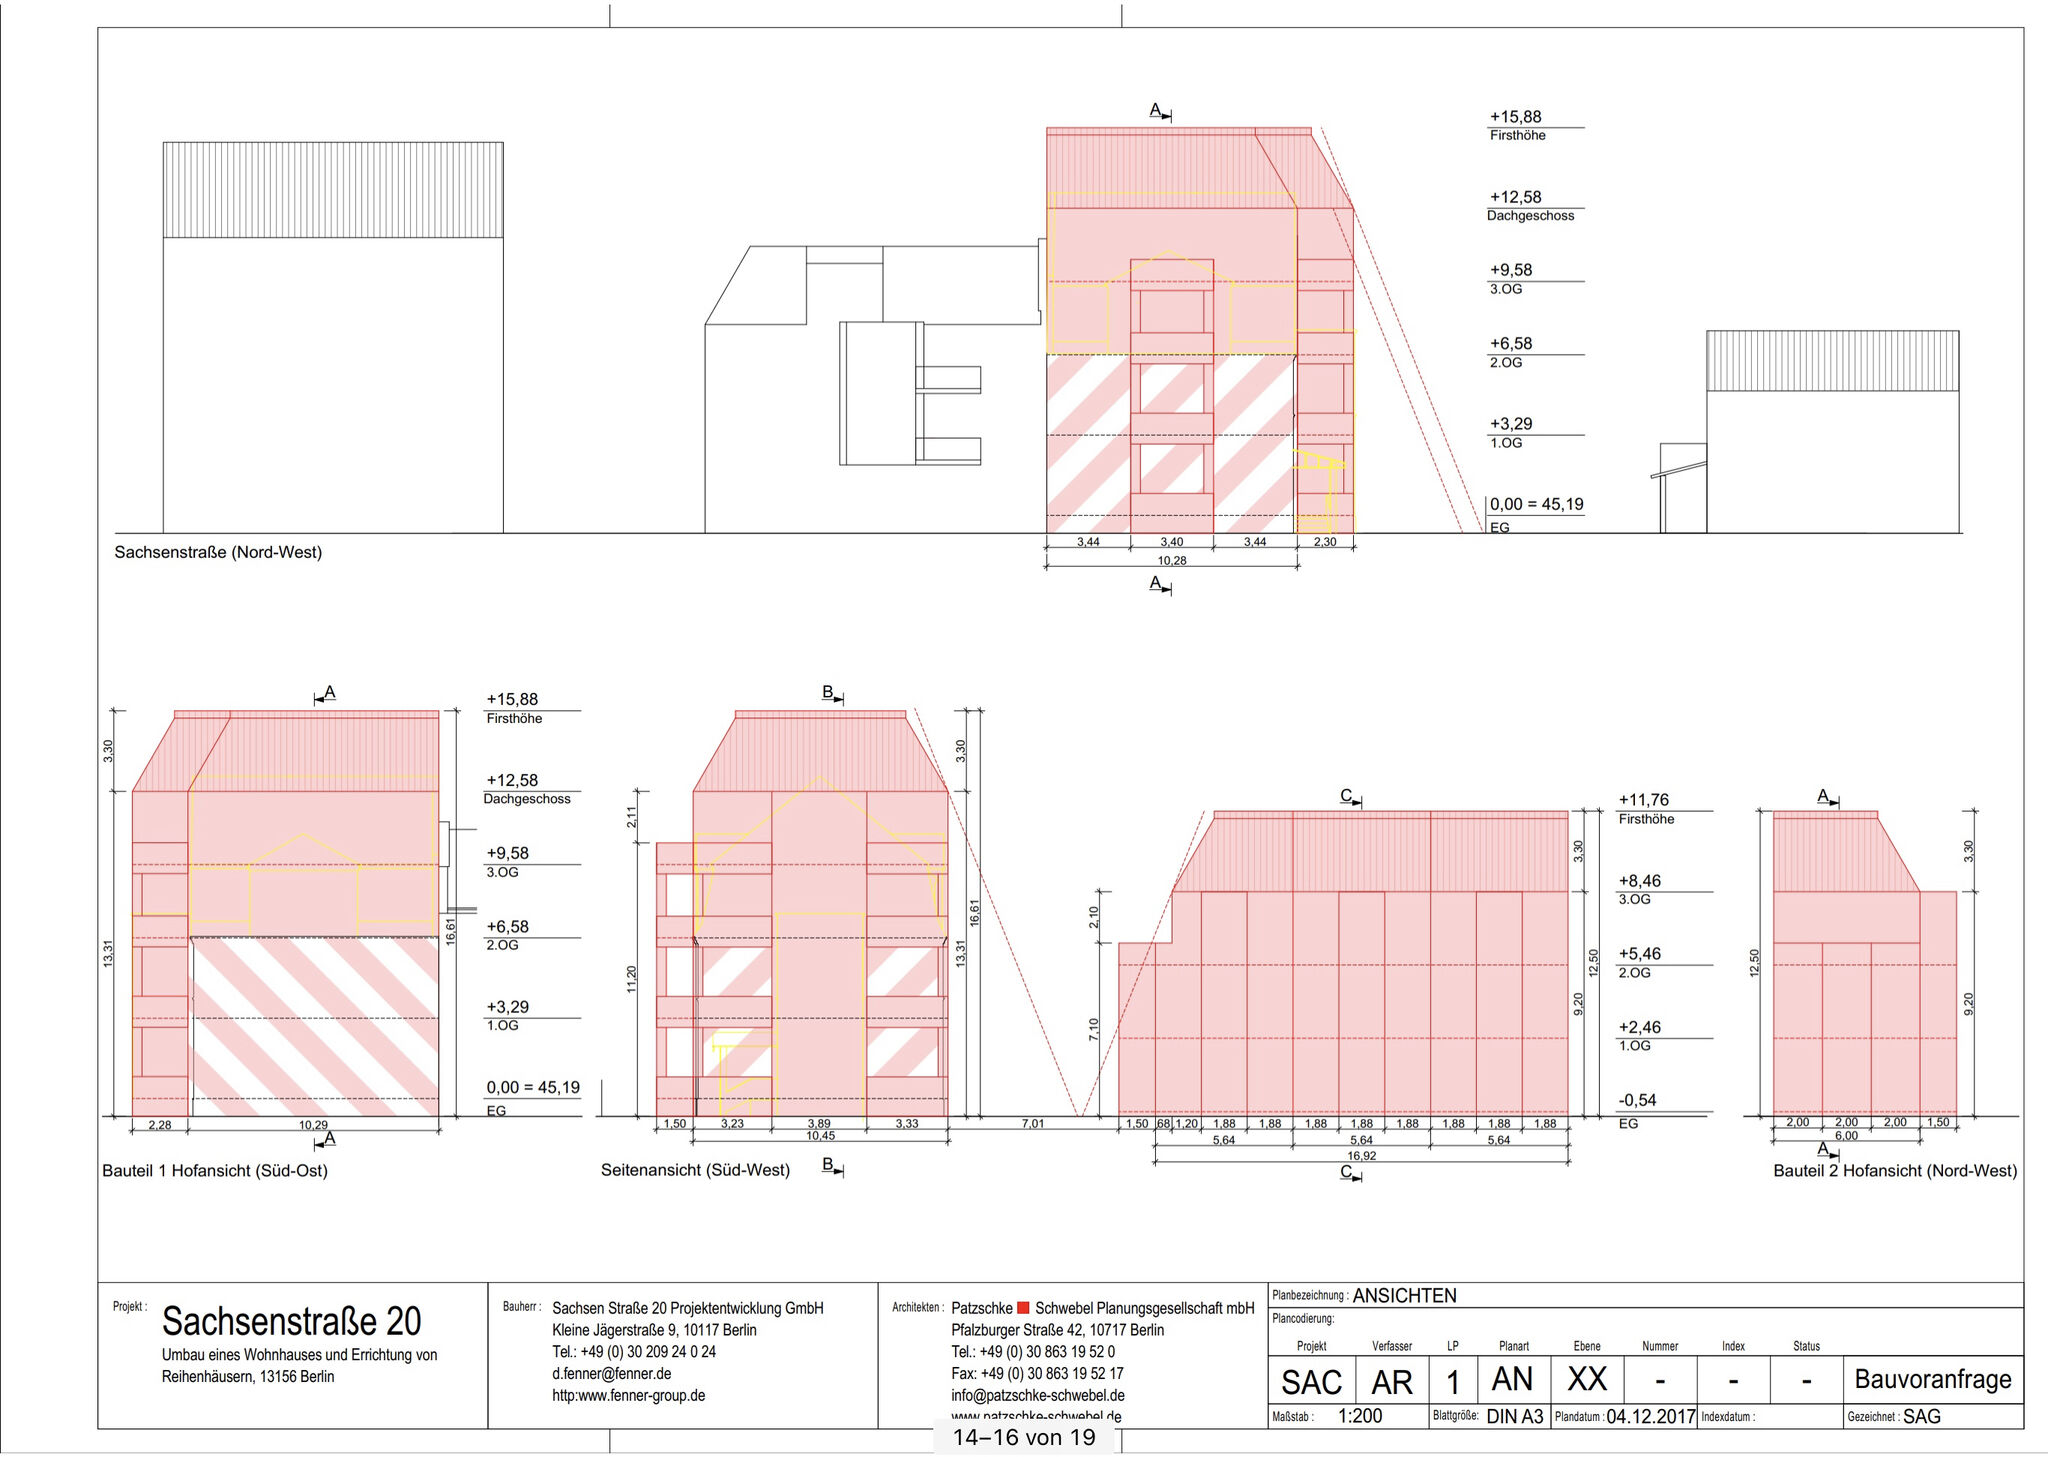 A
+15,88
Firsthöhe
+12,58
Dachgeschoss
+9,58
3.OG
+6,58
2.OG
+3,29
1.OG
0,00 = 45,19
EG
3,44
3,40
3,44
2,30
10,28
A
Sachsenstraße (Nord-West)
A
3,30
13,31
16,61
+15,88
Firsthöhe
+12,58
Dachgeschoss
+9,58
3.OG
+6,58
2.OG
+3,29
1.OG
0,00 = 45,19
EG
2,28
10,29
A
Bauteil 1 Hofansicht (Süd-Ost)
B
2,11
11,20
3,30
13,31
16,61
1,50
3,23
3,89
3,33
7,01
10,45
Seitenansicht (Süd-West)
B
C
2,10
7,10
3,30
9,20
12,50
+11,76
Firsthöhe
+8,46
3.OG
+5,46
2.OG
+2,46
1.OG
-0,54
EG
1,50
68
1,20
1,88
1,88
1,88
1,88
1,88
1,88
1,88
1,88
5,64
5,64
5,64
16,92
C
A
12,50
3,30
9,20
2,00
2,00
2,00
1,50
6,00
A
Bauteil 2 Hofansicht (Nord-West)
Projekt :
Sachsenstraße 20
Umbau eines Wohnhauses und Errichtung von
Reihenhäusern, 13156 Berlin
Bauherr :
Sachsen Straße 20 Projektentwicklung GmbH
Kleine Jägerstraße 9, 10117 Berlin
Tel.: +49 (0) 30 209 24 0 24
d.fenner@fenner.de
http:www.fenner-group.de
Architekten :
Patzschke Schwebel Planungsgesellschaft mbH
Pfalzburger Straße 42, 10717 Berlin
Tel.: +49 (0) 30 863 19 52 0
Fax: +49 (0) 30 863 19 52 17
info@patzschke-schwebel.de
www.patzschke-schwebel.de
Planbezeichnung : ANSICHTEN
Plancodierung:
Projekt Verfasser LP Planart Ebene Nummer Index Status
SAC AR 1 AN XX - - - Bauvoranfrage
Maßstab : 1:200 Blattgröße: DIN A3 Plandatum : 04.12.2017 Indexdatum : Gezeichnet : SAG
14–16 von 19